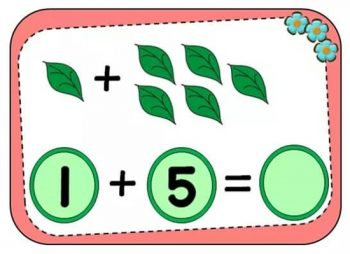 +
1 + 5 =